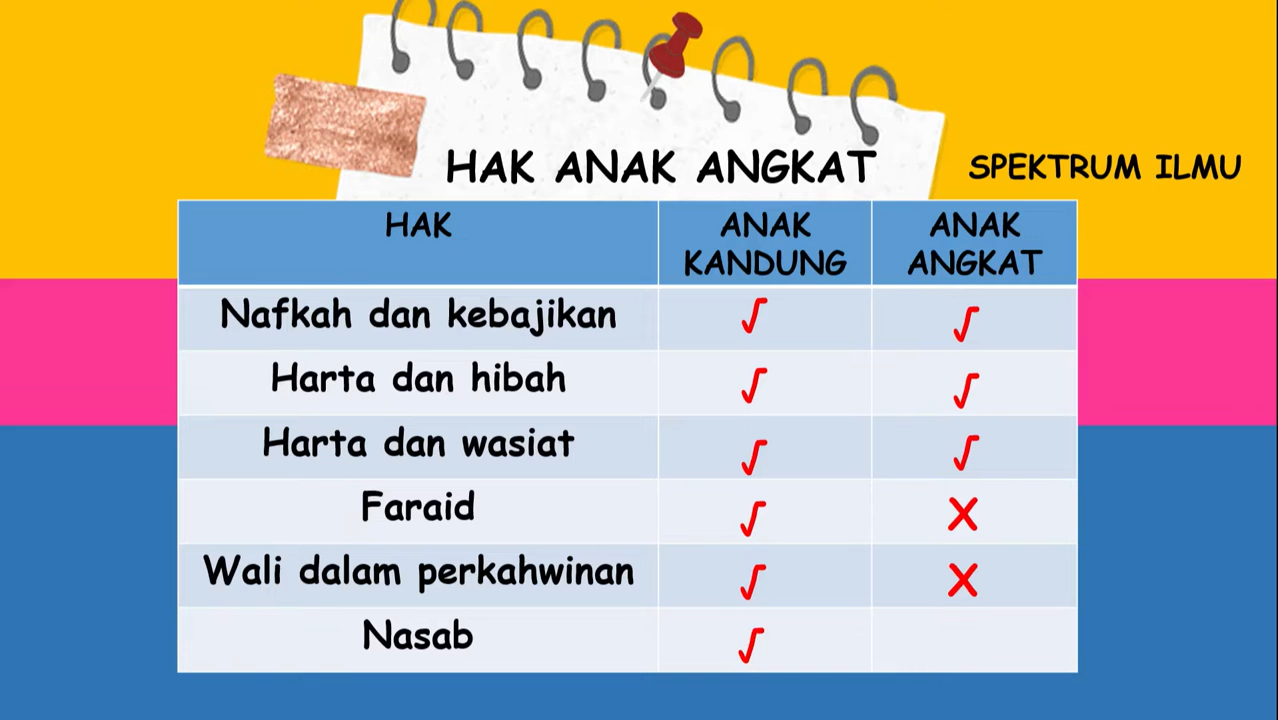 HAK ANAK ANGKAT
SPEKTRUM ILMU
HAK ANAK KANDUNG ANAK ANGKAT
Nafkah dan kebajikan √ √
Harta dan hibah √ √
Harta dan wasiat √ √
Faraid √ X
Wali dalam perkahwinan √ X
Nasab √